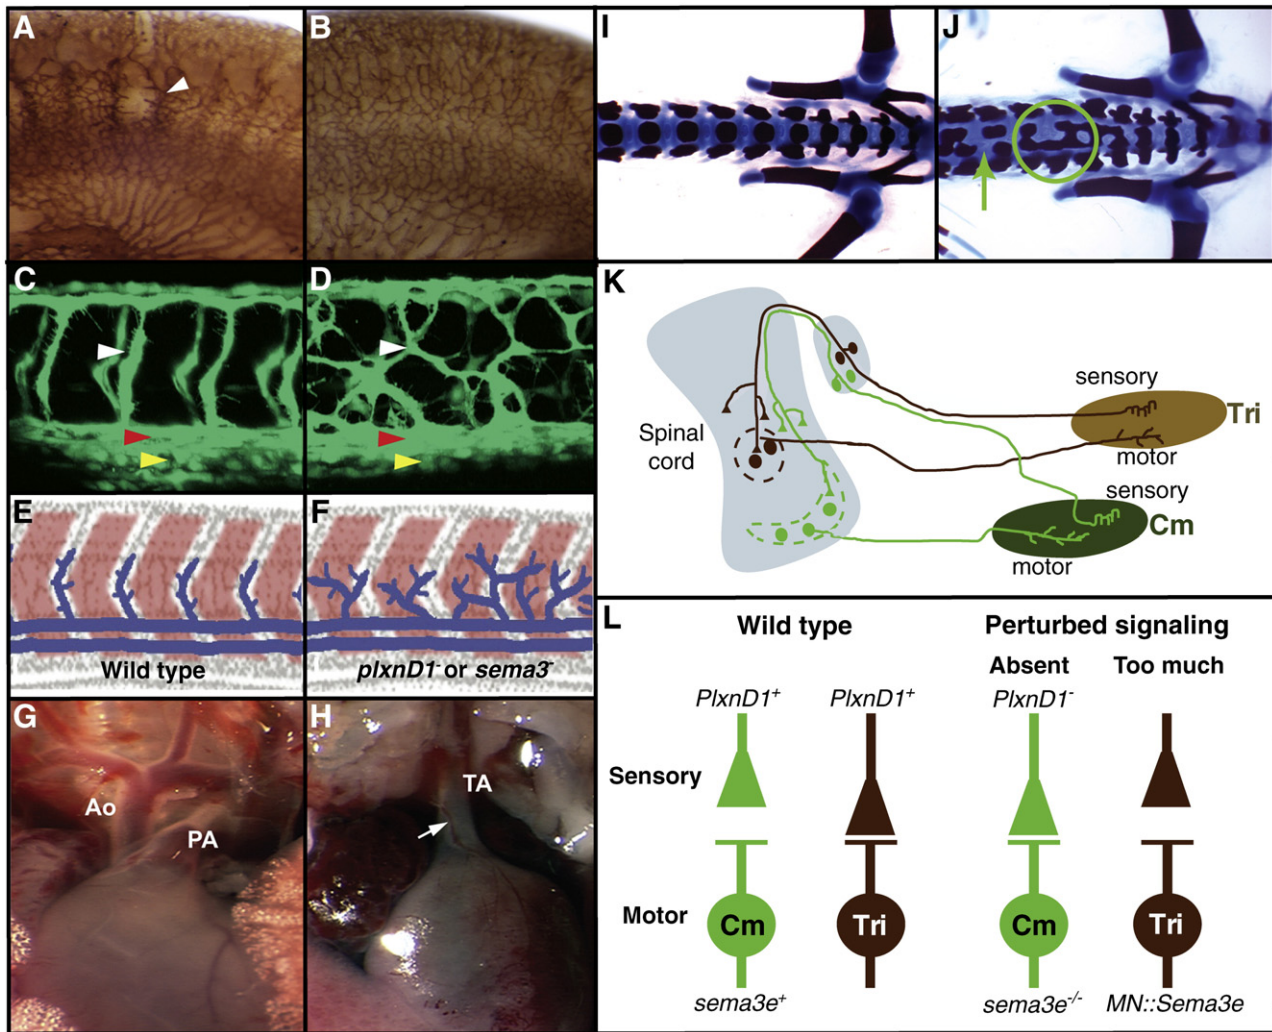 A
B
C
D
E
Wild type
F
plxnD1⁻ or sema3⁻
G
Ao
PA
H
TA
I
J
K
Spinal
cord
sensory
Tri
motor
sensory
Cm
motor
L
Wild type
Perturbed signaling
Absent
Too much
PlxnD1⁺
PlxnD1⁺
PlxnD1⁻
Sensory
Motor
Cm
Tri
Cm
Tri
sema3e⁺
sema3e⁻/⁻
MN::Sema3e